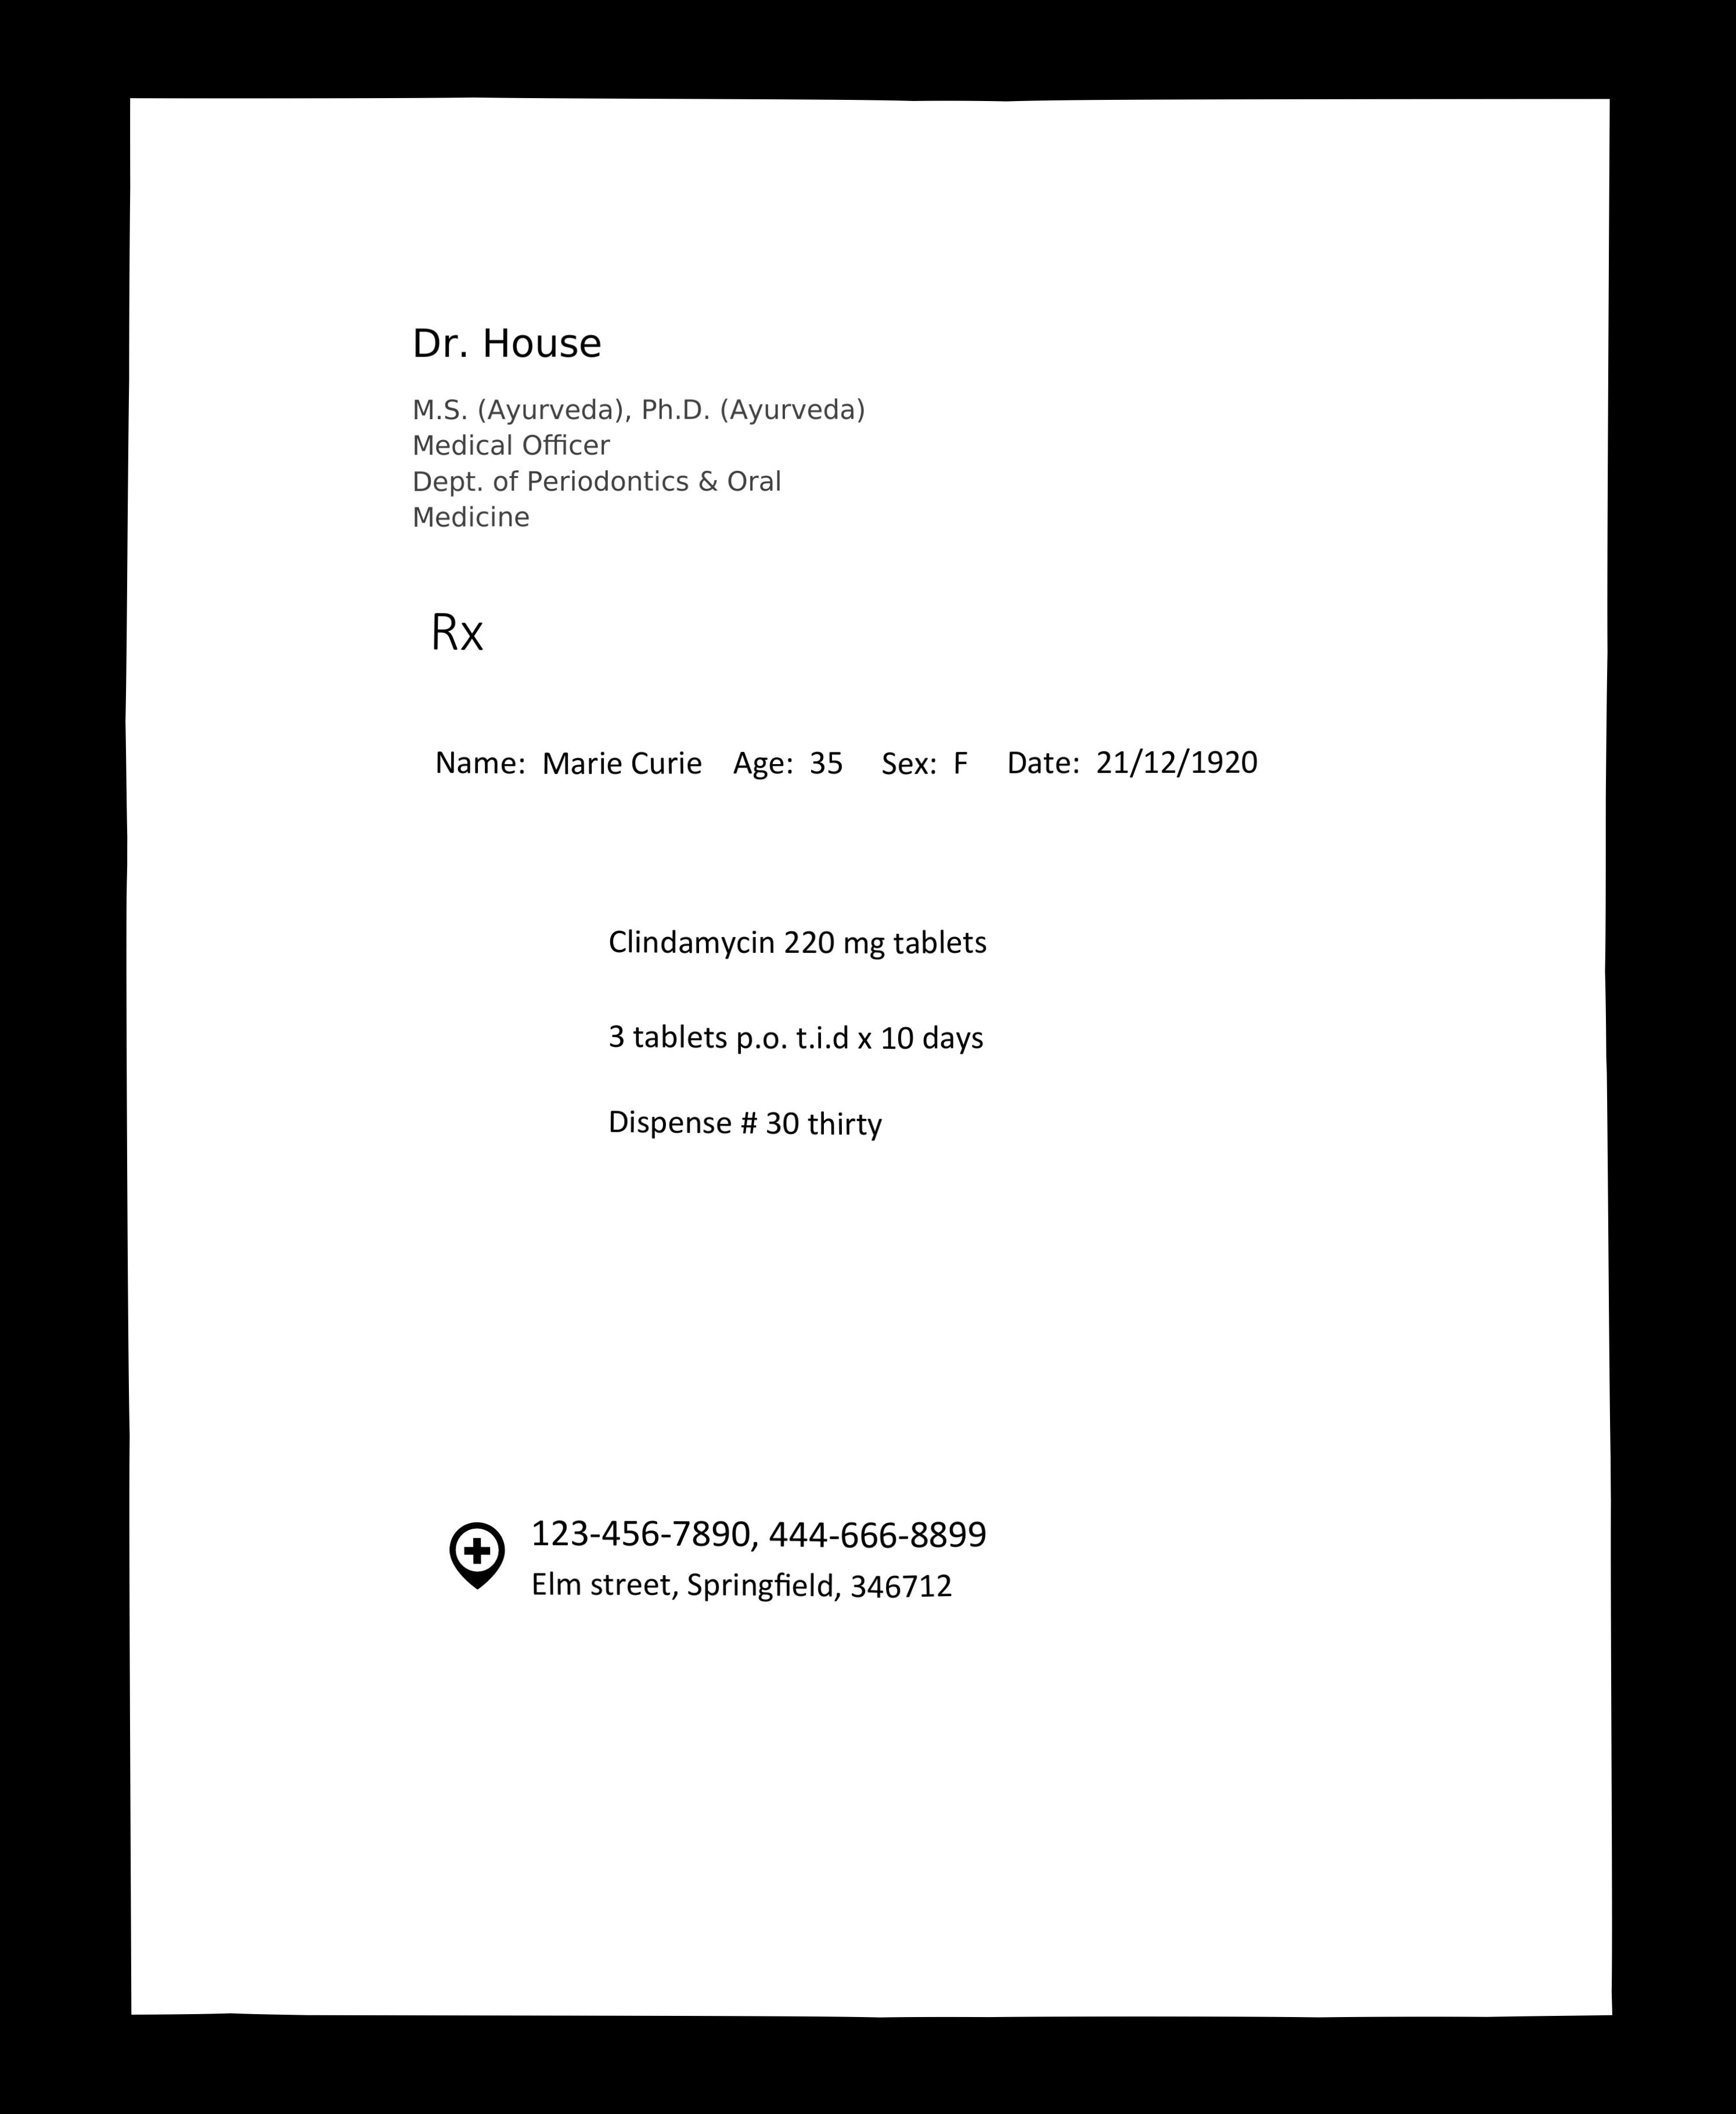 Dr. House
M.S. (Ayurveda), Ph.D. (Ayurveda)
Medical Officer
Dept. of Periodontics & Oral
Medicine
Rx
Name: Marie Curie Age: 35 Sex: F Date: 21/12/1920
Clindamycin 220 mg tablets
3 tablets p.o. t.i.d x 10 days
Dispense # 30 thirty
123-456-7890, 444-666-8899
Elm street, Springfield, 346712